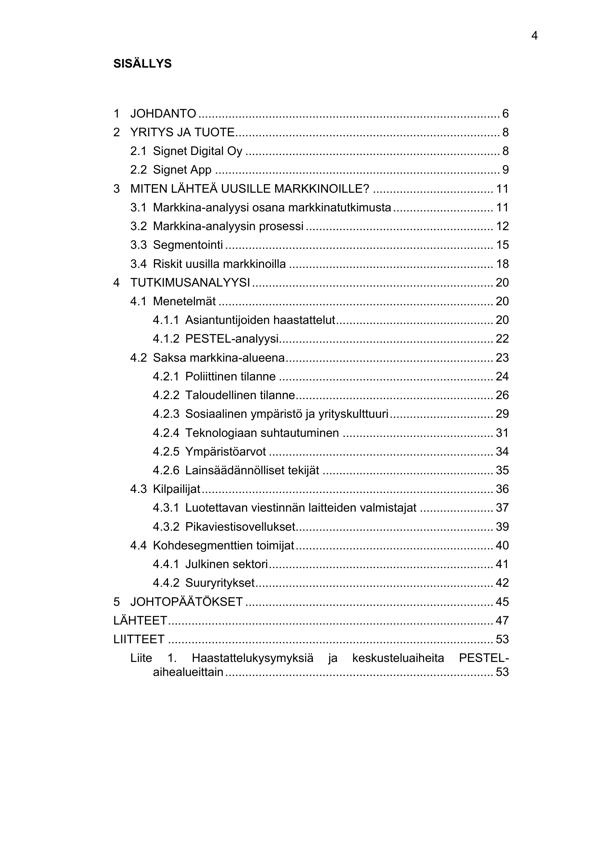 4
SISÄLLYS
1 JOHDANTO ........................................................................................... 6
2 YRITYS JA TUOTE................................................................................ 8
2.1 Signet Digital Oy ............................................................................. 8
2.2 Signet App ...................................................................................... 9
3 MITEN LÄHTEÄ UUSILLE MARKKINOILLE? .................................... 11
3.1 Markkina-analyysi osana markkinatutkimusta.............................. 11
3.2 Markkina-analyysin prosessi ........................................................ 12
3.3 Segmentointi ................................................................................ 15
3.4 Riskit uusilla markkinoilla ............................................................. 18
4 TUTKIMUSANALYYSI ........................................................................ 20
4.1 Menetelmät .................................................................................. 20
4.1.1 Asiantuntijoiden haastattelut............................................... 20
4.1.2 PESTEL-analyysi................................................................ 22
4.2 Saksa markkina-alueena.............................................................. 23
4.2.1 Poliittinen tilanne ................................................................ 24
4.2.2 Taloudellinen tilanne........................................................... 26
4.2.3 Sosiaalinen ympäristö ja yrityskulttuuri............................... 29
4.2.4 Teknologiaan suhtautuminen ............................................. 31
4.2.5 Ympäristöarvot ................................................................... 34
4.2.6 Lainsäädännölliset tekijät ................................................... 35
4.3 Kilpailijat....................................................................................... 36
4.3.1 Luotettavan viestinnän laitteiden valmistajat ...................... 37
4.3.2 Pikaviestisovellukset........................................................... 39
4.4 Kohdesegmenttien toimijat........................................................... 40
4.4.1 Julkinen sektori................................................................... 41
4.4.2 Suuryritykset....................................................................... 42
5 JOHTOPÄÄTÖKSET .......................................................................... 45
LÄHTEET................................................................................................. 47
LIITTEET ................................................................................................. 53
Liite 1. Haastattelukysymyksiä ja keskusteluaiheita PESTEL-
aihealueittain ................................................................................ 53